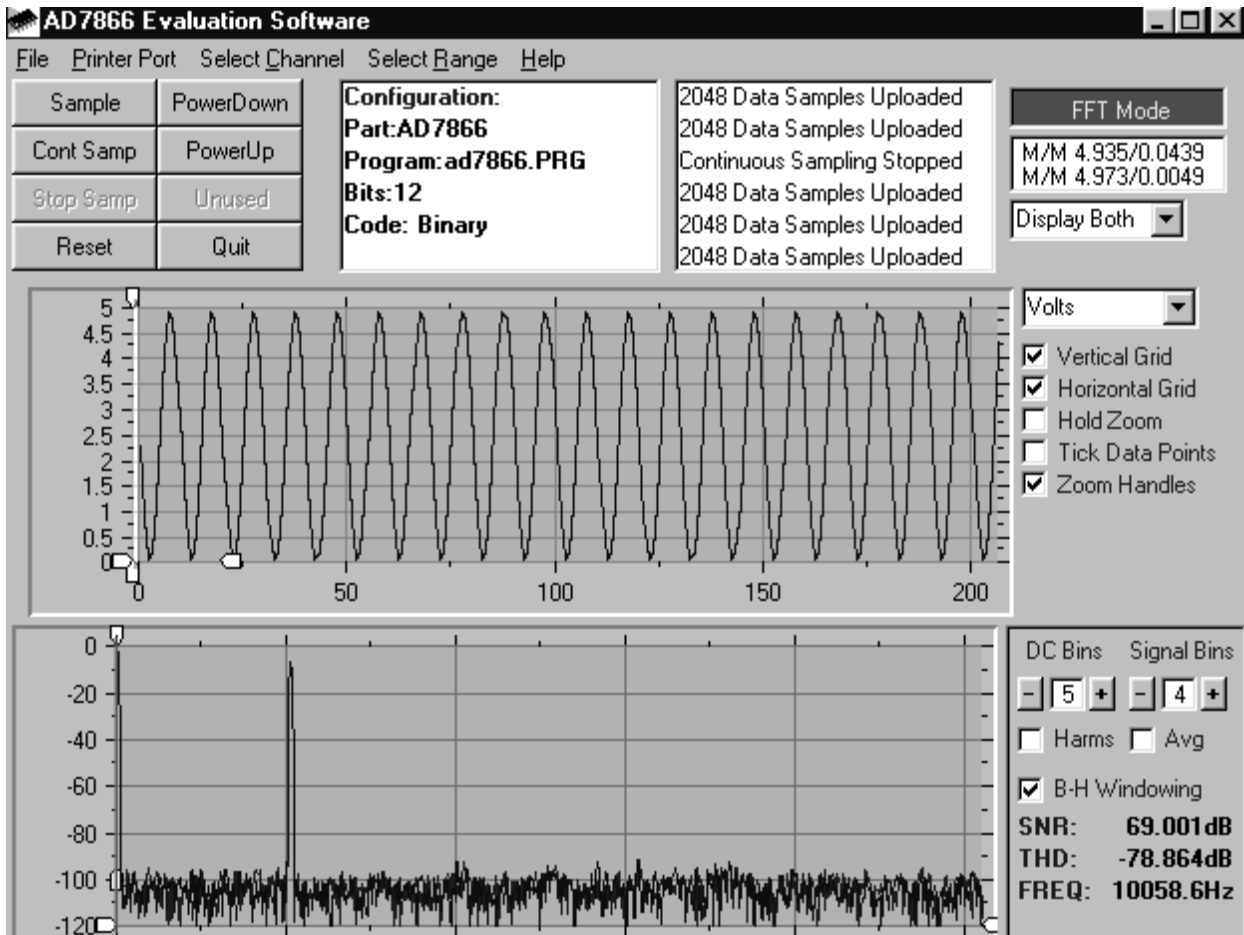 AD7866 Evaluation Software
File Printer Port Select Channel Select Range Help
Sample PowerDown
Cont Samp PowerUp
Stop Samp Unused
Reset Quit
Configuration:
Part:AD7866
Program:ad7866.PRG
Bits:12
Code: Binary
2048 Data Samples Uploaded
2048 Data Samples Uploaded
Continuous Sampling Stopped
2048 Data Samples Uploaded
2048 Data Samples Uploaded
2048 Data Samples Uploaded
FFT Mode
M/M 4.935/0.0439
M/M 4.973/0.0049
Display Both
5
4.5
4
3.5
3
2.5
2
1.5
1
0.5
0
0 50 100 150 200
Volts
Vertical Grid
Horizontal Grid
Hold Zoom
Tick Data Points
Zoom Handles
0
-20
-40
-60
-80
-100
-120
DC Bins Signal Bins
- 5 + - 4 +
Harms Avg
B-H Windowing
SNR: 69.001dB
THD: -78.864dB
FREQ: 10058.6Hz